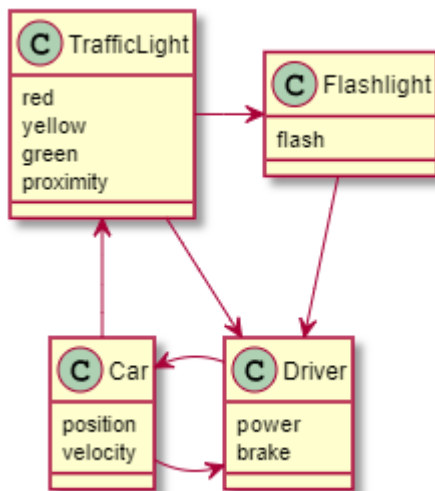 C TrafficLight
red
yellow
green
proximity
C Flashlight
flash
C Car
position
velocity
C Driver
power
brake